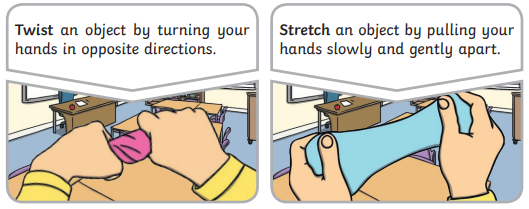 Twist an object by turning your
hands in opposite directions.
Stretch an object by pulling your
hands slowly and gently apart.